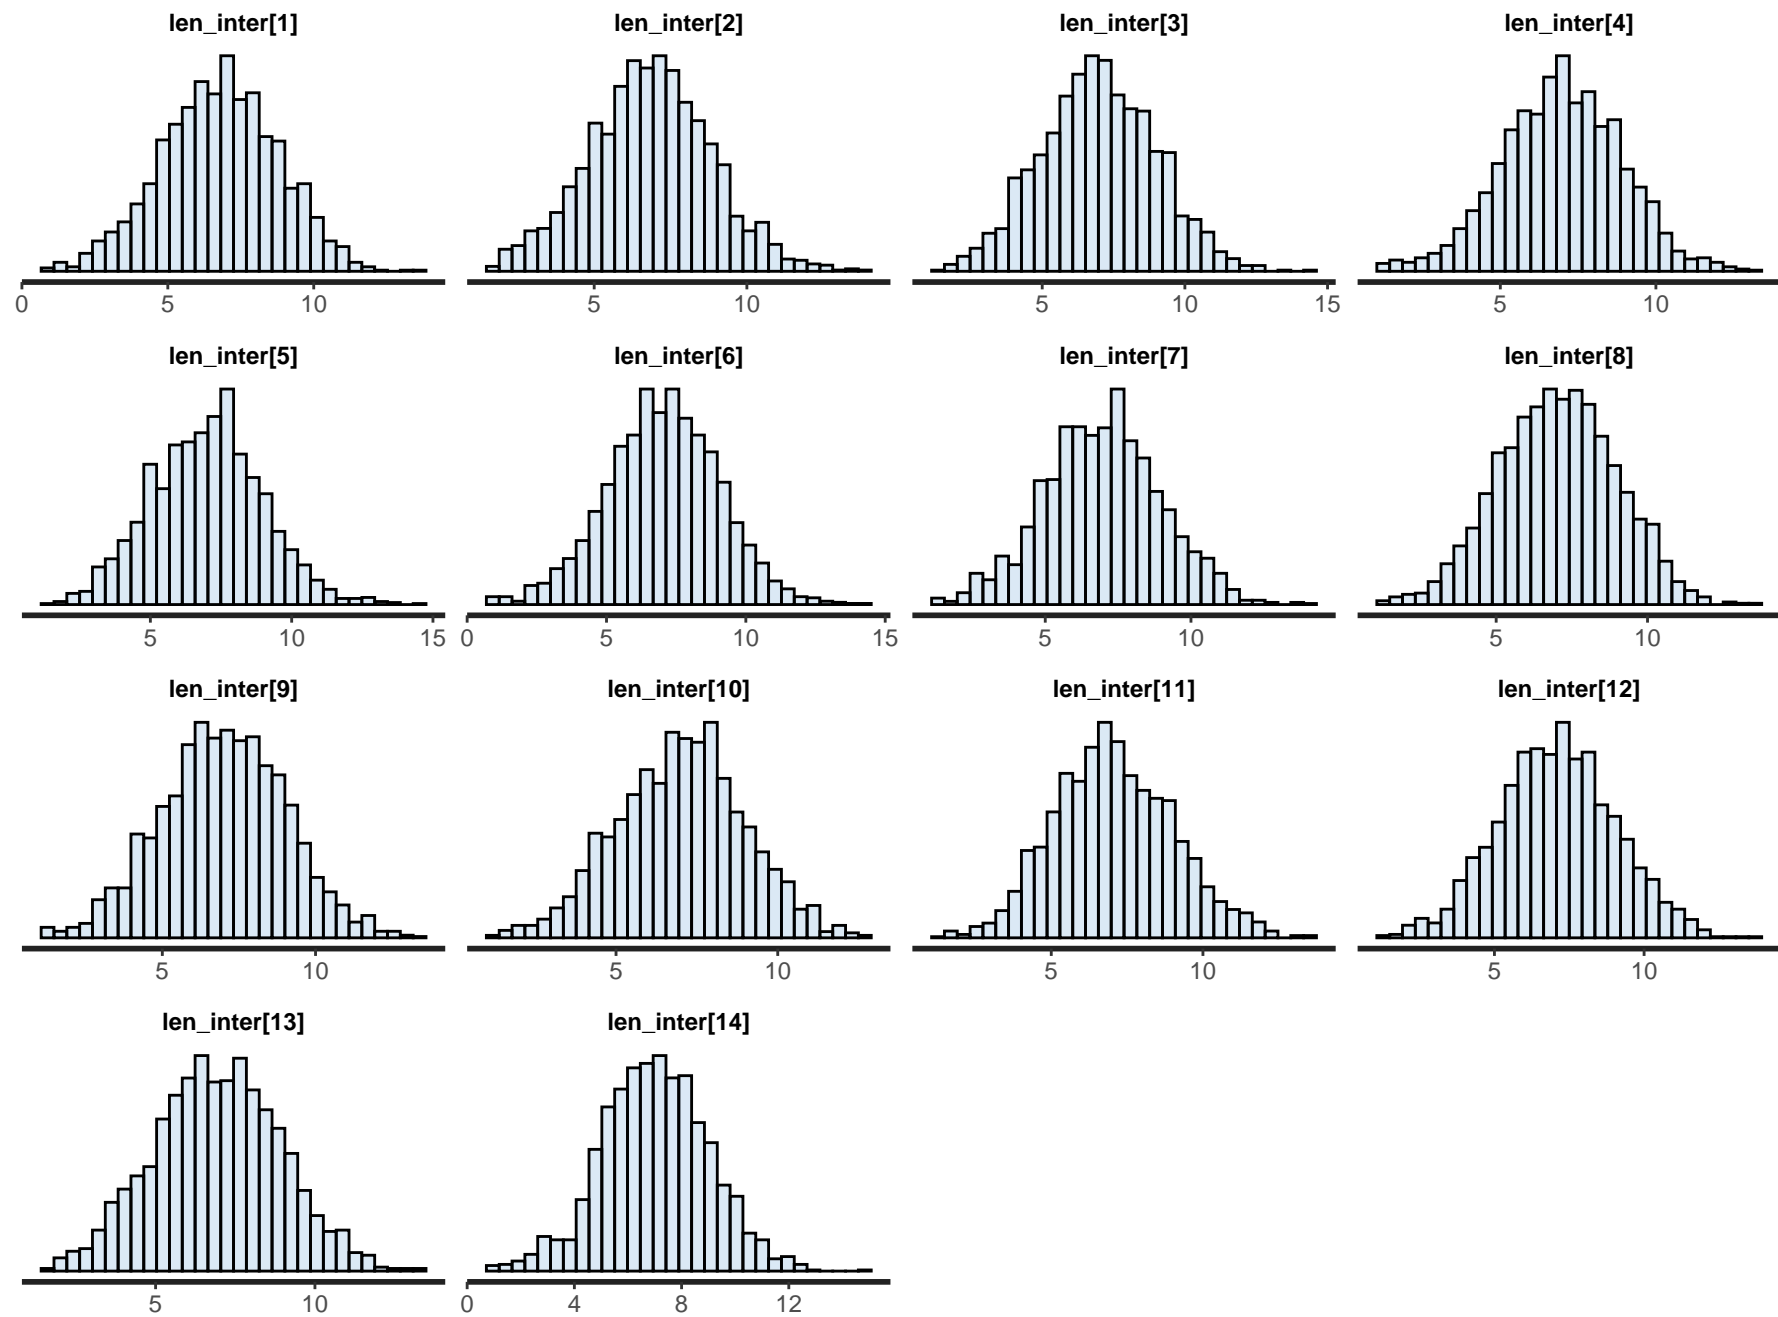 len_inter[1] len_inter[2] len_inter[3] len_inter[4]
0 5 10 5 10 5 10 15 5 10
len_inter[5] len_inter[6] len_inter[7] len_inter[8]
5 10 15 0 5 10 15 5 10 5 10
len_inter[9] len_inter[10] len_inter[11] len_inter[12]
5 10 5 10 5 10 5 10
len_inter[13] len_inter[14]
5 10 0 4 8 12